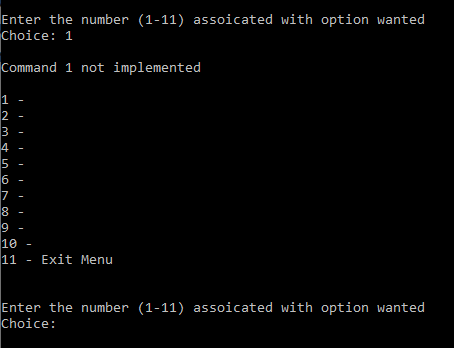 Enter the number (1-11) assoicated with option wanted
Choice: 1
Command 1 not implemented
1 -
2 -
3 -
4 -
5 -
6 -
7 -
8 -
9 -
10 -
11 - Exit Menu
Enter the number (1-11) assoicated with option wanted
Choice: